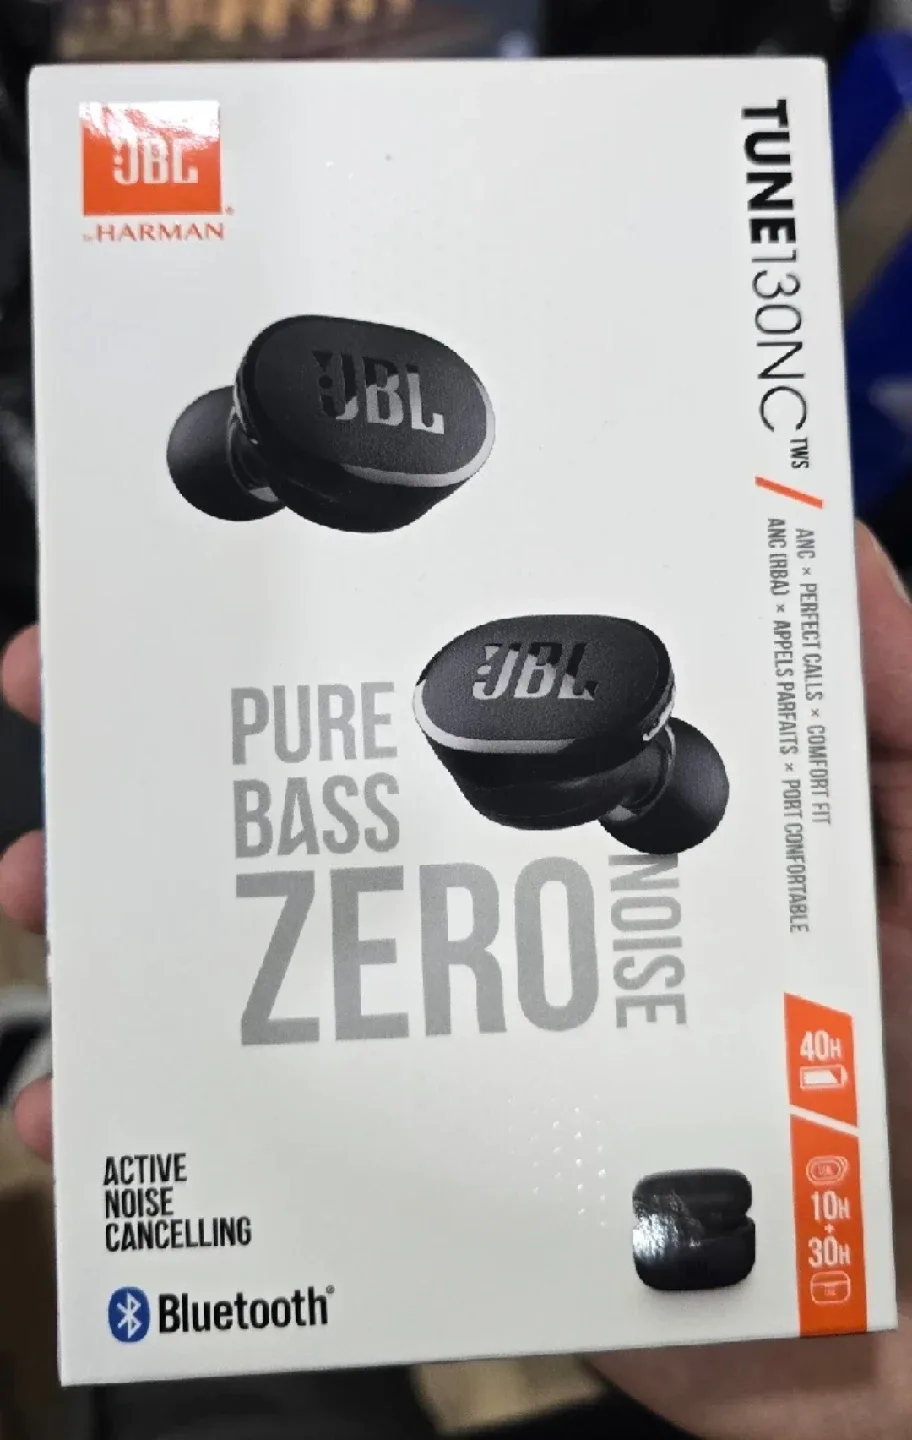 JBL
by HARMAN
TUNE130NC TWS
ANC × PERFECT CALLS × COMFORT FIT
ANC (RBA) × APPELS PARFAITS × PORT CONFORTABLE
JBL
JBL
PURE
BASS
ZERO
NOISE
40H
10H
+
30H
ACTIVE
NOISE
CANCELLING
Bluetooth®